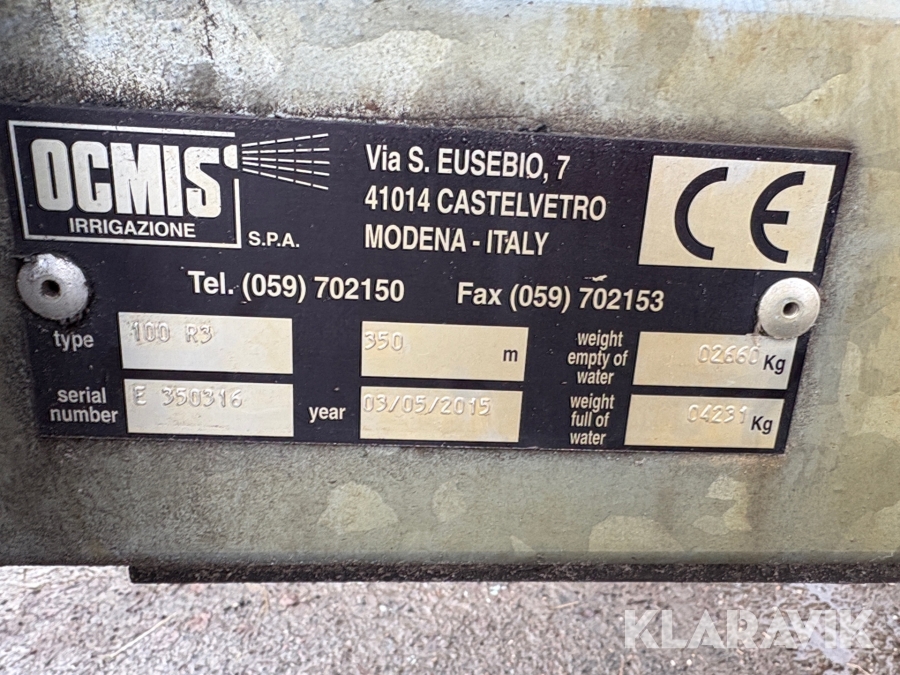 OCMIS
IRRIGAZIONE
S.P.A.
Via S. EUSEBIO, 7
41014 CASTELVETRO
MODENA - ITALY
CE
Tel. (059) 702150 Fax (059) 702153
type 100 R3 350 m weight empty of water 02660 Kg
serial number E 350316 year 03/05/2015 weight full of water 04231 Kg
KLARAVIK